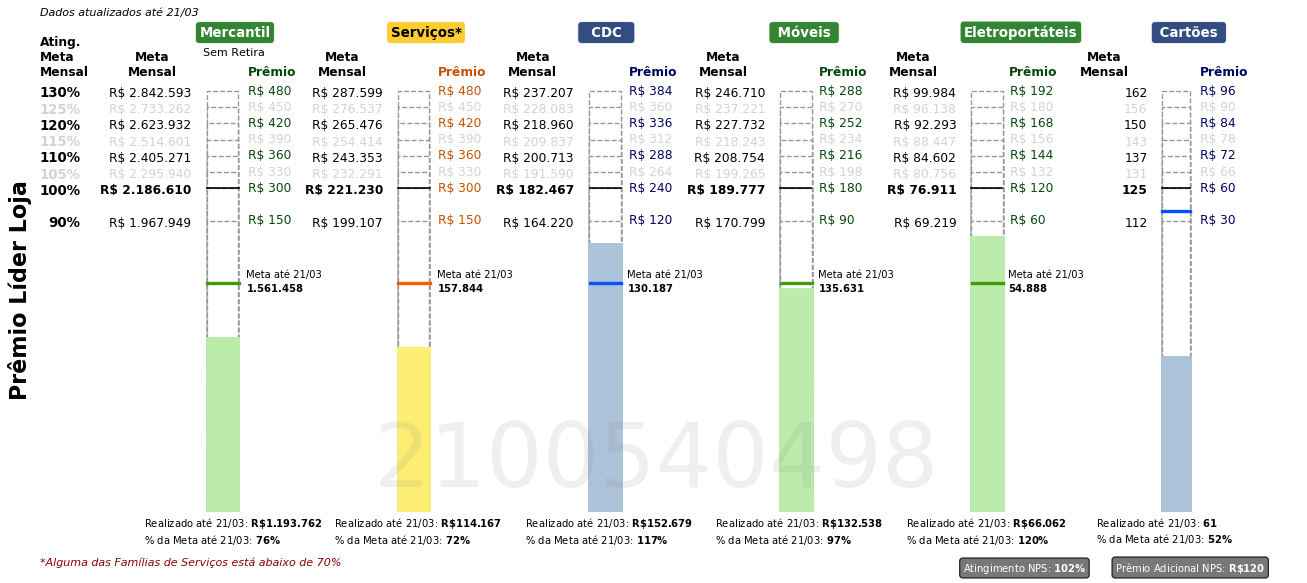 Dados atualizados até 21/03
Mercantil Serviços* CDC Móveis Eletroportáteis Cartões
Sem Retira
Ating. Meta Mensal
Meta Mensal Prêmio Meta Mensal Prêmio Meta Mensal Prêmio Meta Mensal Prêmio Meta Mensal Prêmio Meta Mensal Prêmio
130% R$ 2.842.593 R$ 480 R$ 287.599 R$ 480 R$ 237.207 R$ 384 R$ 246.710 R$ 288 R$ 99.984 R$ 192 162 R$ 96
125% R$ 2.733.262 R$ 450 R$ 276.537 R$ 450 R$ 228.083 R$ 360 R$ 237.221 R$ 270 R$ 96.138 R$ 180 156 R$ 90
120% R$ 2.623.932 R$ 420 R$ 265.476 R$ 420 R$ 218.960 R$ 336 R$ 227.732 R$ 252 R$ 92.293 R$ 168 150 R$ 84
115% R$ 2.514.601 R$ 390 R$ 254.414 R$ 390 R$ 209.837 R$ 312 R$ 218.243 R$ 234 R$ 88.447 R$ 156 143 R$ 78
110% R$ 2.405.271 R$ 360 R$ 243.353 R$ 360 R$ 200.713 R$ 288 R$ 208.754 R$ 216 R$ 84.602 R$ 144 137 R$ 72
105% R$ 2.295.940 R$ 330 R$ 232.291 R$ 330 R$ 191.590 R$ 264 R$ 199.265 R$ 198 R$ 80.756 R$ 132 131 R$ 66
100% R$ 2.186.610 R$ 300 R$ 221.230 R$ 300 R$ 182.467 R$ 240 R$ 189.777 R$ 180 R$ 76.911 R$ 120 125 R$ 60
90% R$ 1.967.949 R$ 150 R$ 199.107 R$ 150 R$ 164.220 R$ 120 R$ 170.799 R$ 90 R$ 69.219 R$ 60 112 R$ 30
Prêmio Líder Loja
Meta até 21/03 Meta até 21/03 Meta até 21/03 Meta até 21/03 Meta até 21/03
1.561.458 157.844 130.187 135.631 54.888
2100540498
Realizado até 21/03: R$1.193.762 Realizado até 21/03: R$114.167 Realizado até 21/03: R$152.679 Realizado até 21/03: R$132.538 Realizado até 21/03: R$66.062 Realizado até 21/03: 61
% da Meta até 21/03: 76% % da Meta até 21/03: 72% % da Meta até 21/03: 117% % da Meta até 21/03: 97% % da Meta até 21/03: 120% % da Meta até 21/03: 52%
*Alguma das Famílias de Serviços está abaixo de 70%
Atingimento NPS: 102% Prêmio Adicional NPS: R$120